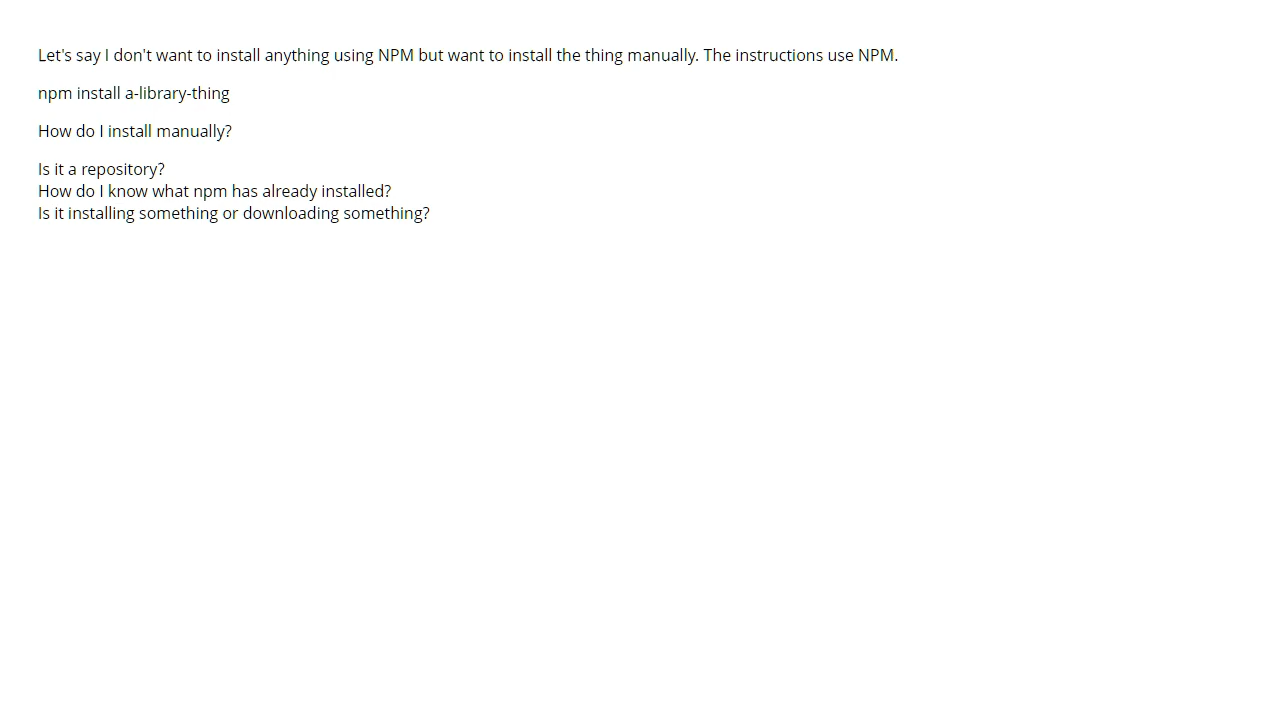 Let's say I don't want to install anything using NPM but want to install the thing manually. The instructions use NPM.
npm install a-library-thing
How do I install manually?
Is it a repository?
How do I know what npm has already installed?
Is it installing something or downloading something?